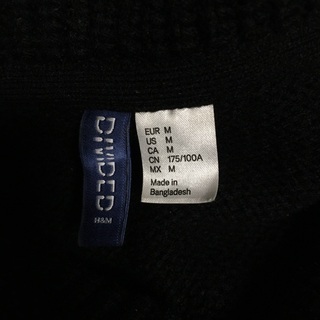 DIVIDED
H&M
EUR M
US M
CA M
CN 175/100A
MX M
Made in
Bangladesh